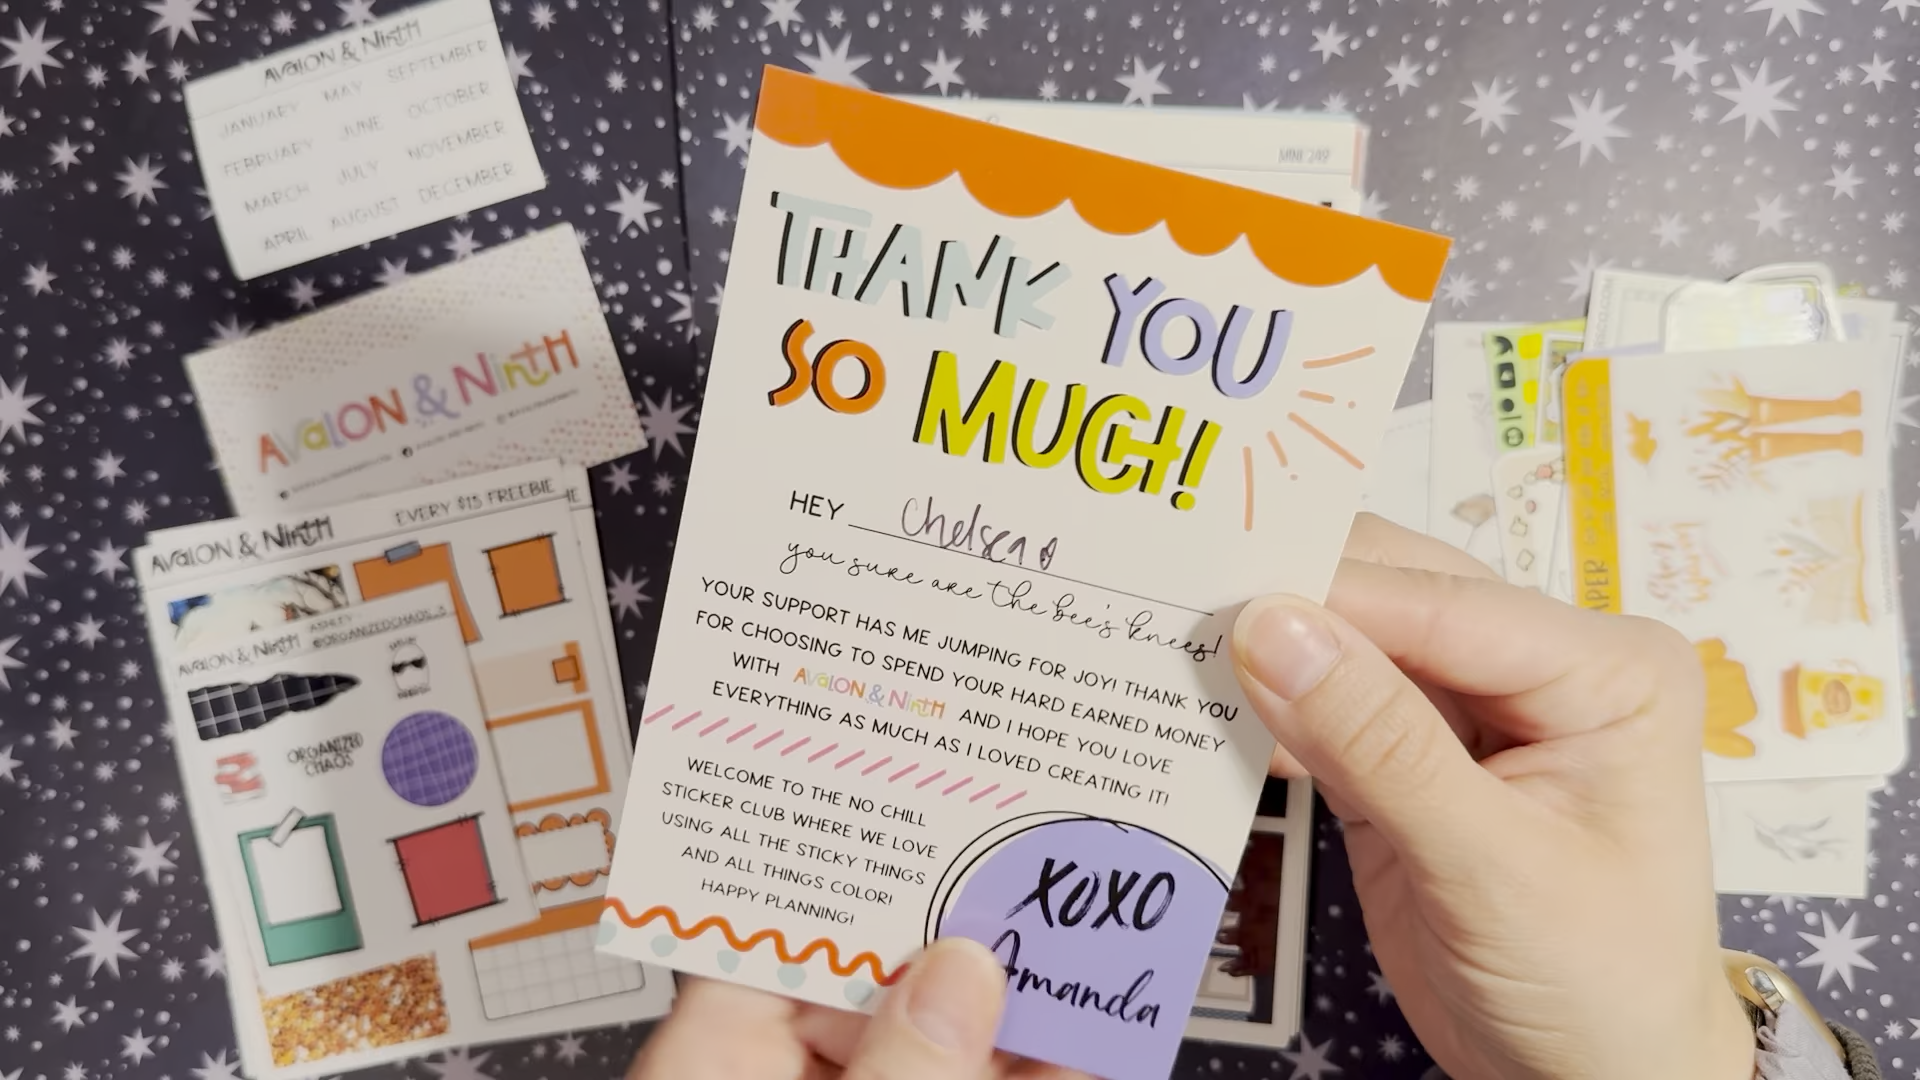 AVALON & NINTH
JANUARY MAY SEPTEMBER
FEBRUARY JUNE OCTOBER
MARCH JULY NOVEMBER
APRIL AUGUST DECEMBER
AVALON & NINTH
AVALON & NINTH EVERY $15 FREEBIE
AVALON & NINTH ASHLEY
@ORGANIZEDCHAOS
ORGANIZED
CHAOS
MINI 249
THANK YOU
SO MUCH!
HEY Chelsea
you sure are the bee's knees!
YOUR SUPPORT HAS ME JUMPING FOR JOY! THANK YOU
FOR CHOOSING TO SPEND YOUR HARD EARNED MONEY
WITH AVALON & NINTH AND I HOPE YOU LOVE
EVERYTHING AS MUCH AS I LOVED CREATING IT!
WELCOME TO THE NO CHILL
STICKER CLUB WHERE WE LOVE
USING ALL THE STICKY THINGS
AND ALL THINGS COLOR!
HAPPY PLANNING!
XOXO
Amanda